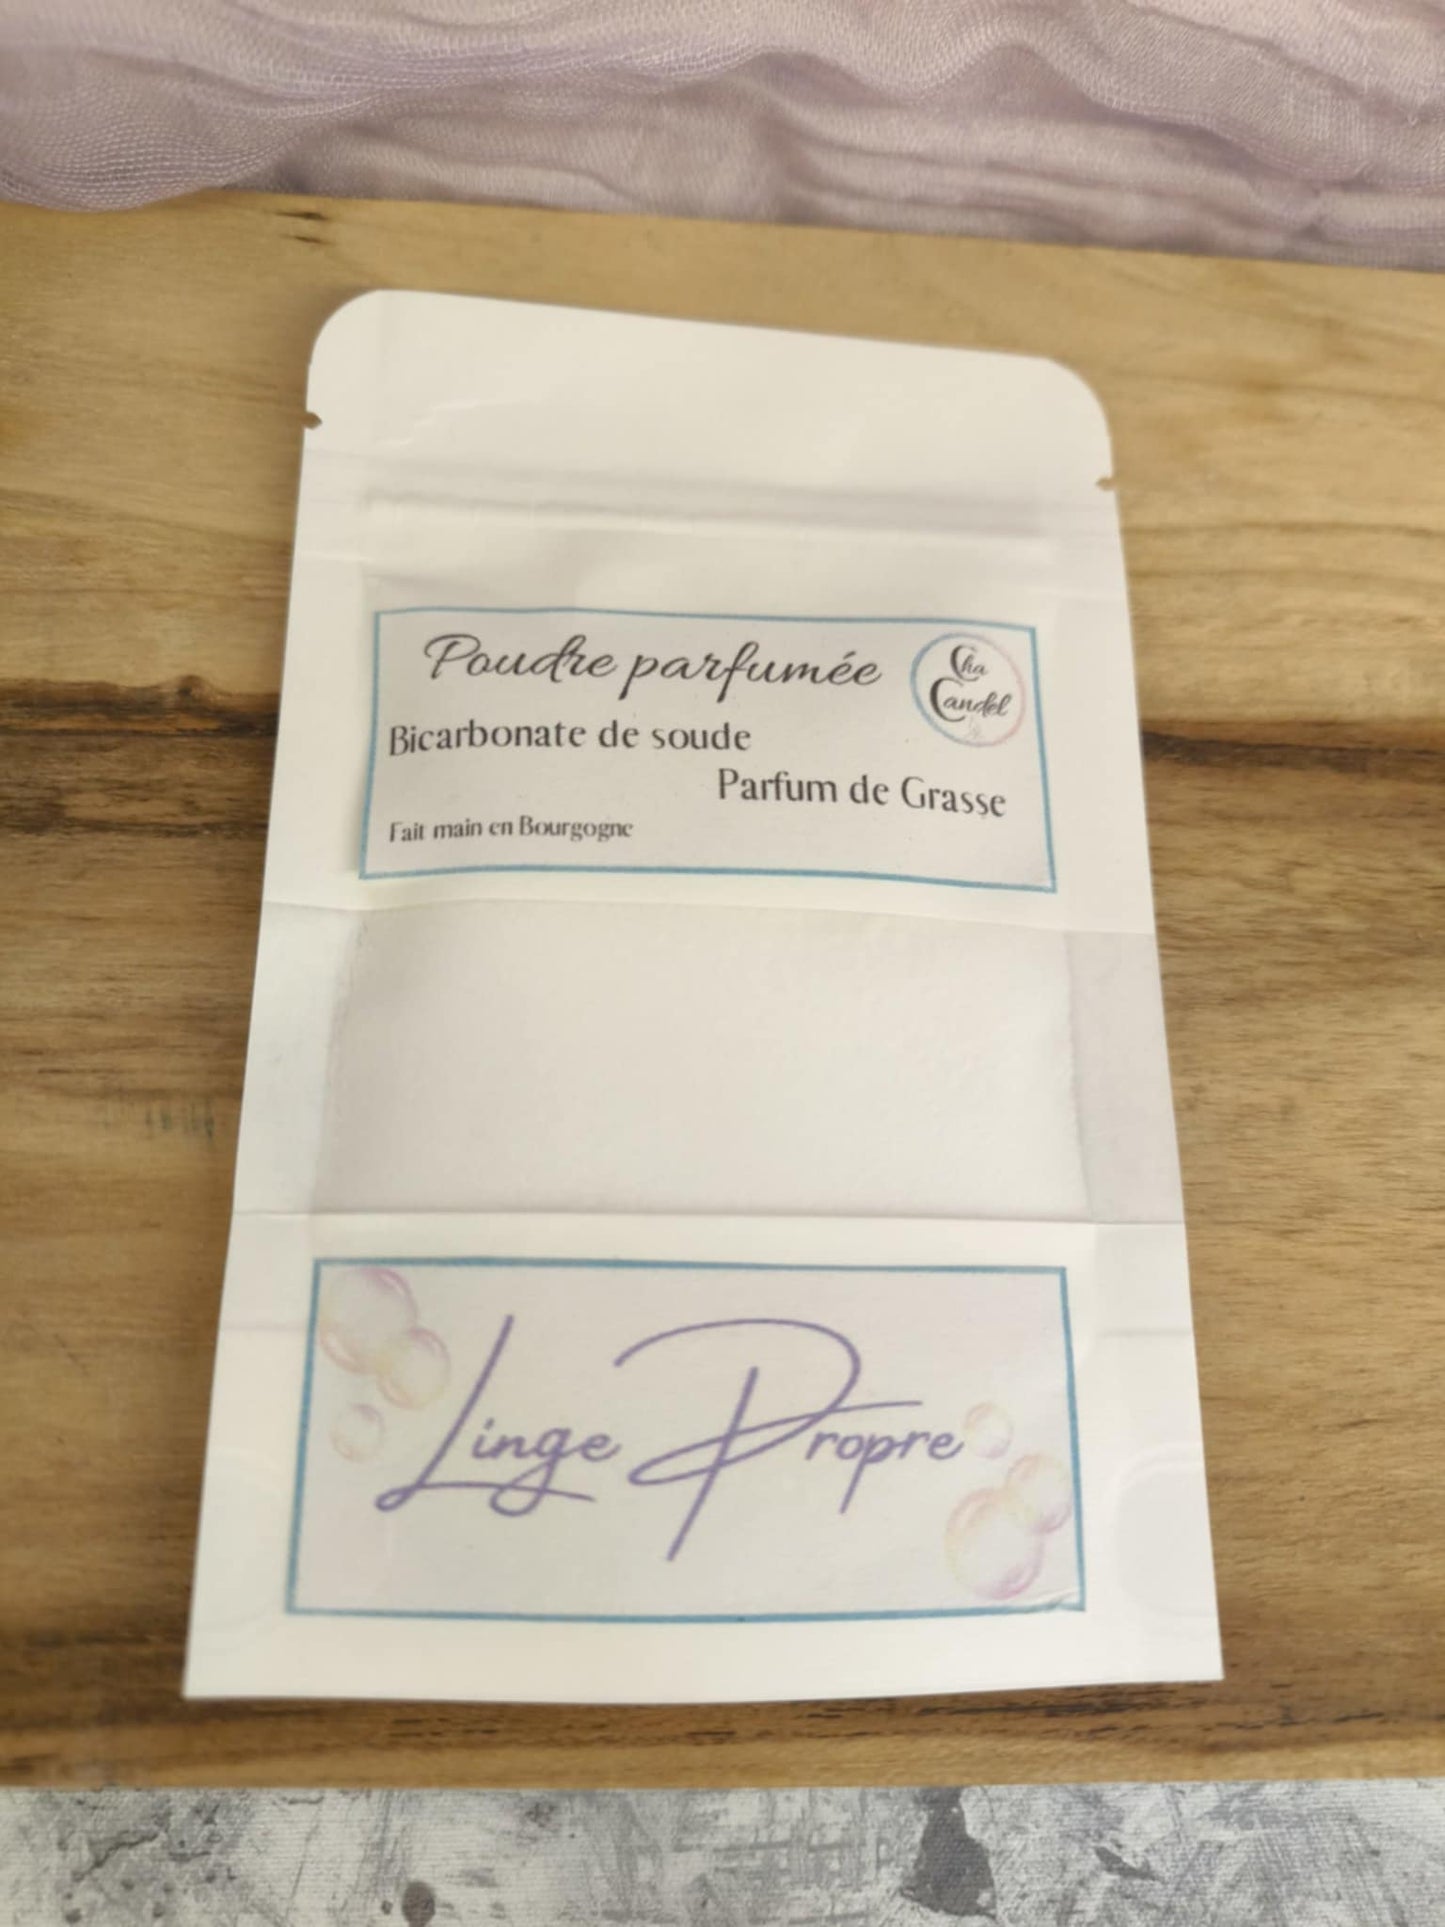 Poudre parfumée
Cha
Candel
Bicarbonate de soude
Parfum de Grasse
Fait main en Bourgogne
Linge Propre